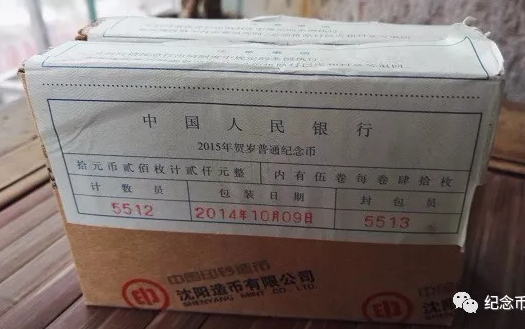 中国人民银行
2015年贺岁普通纪念币
拾元币贰佰枚计贰仟元整 内有伍卷每卷肆拾枚
计数员 包装日期 封包员
5512 2014年10月09日 5513
中国印钞造币
沈阳造币有限公司
SHENYANG MINT CO., LIMITED
纪念币